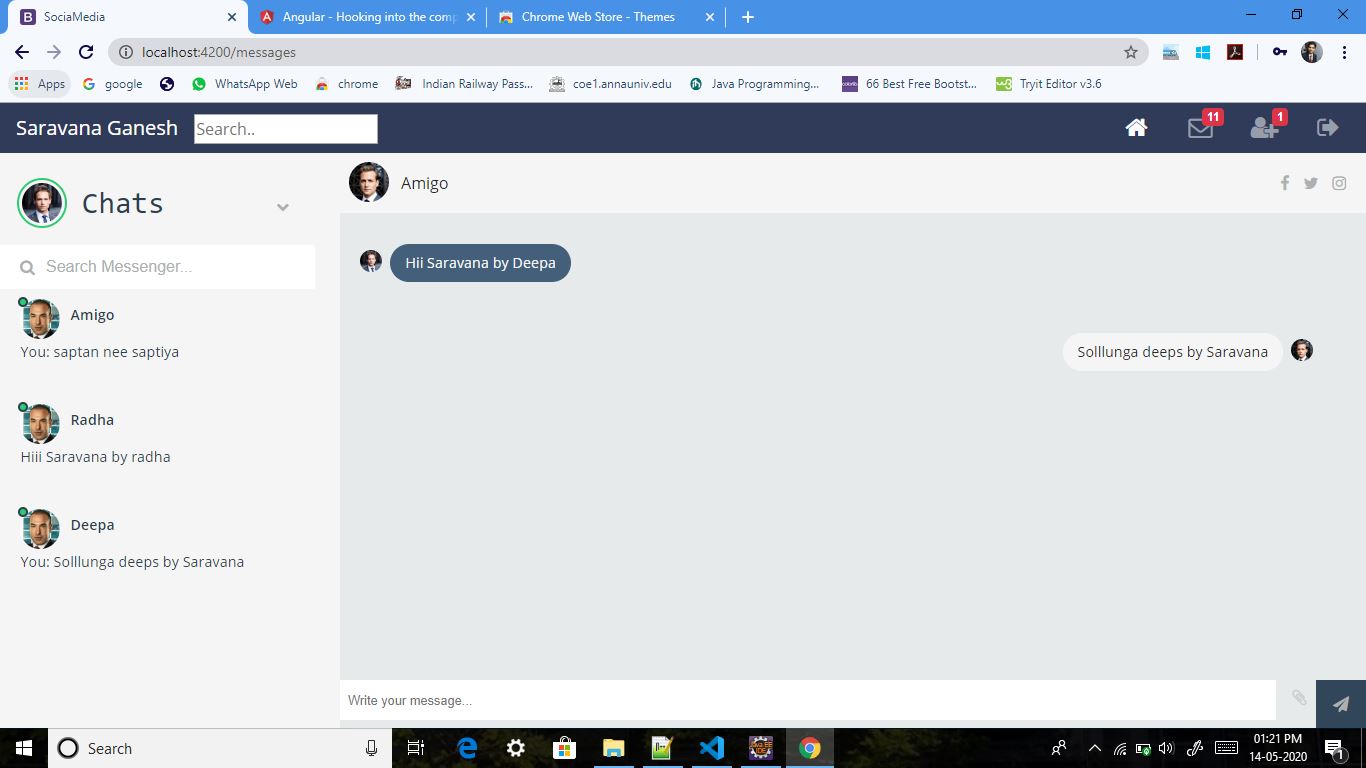 SociaMedia
Angular - Hooking into the comp
Chrome Web Store - Themes
localhost:4200/messages
Apps
google
WhatsApp Web
chrome
Indian Railway Pass...
coe1.annauniv.edu
Java Programming...
66 Best Free Bootst...
Tryit Editor v3.6
Saravana Ganesh
Search..
11
1
Chats
Search Messenger...
Amigo
You: saptan nee saptiya
Radha
Hiii Saravana by radha
Deepa
You: Solllunga deeps by Saravana
Amigo
Hii Saravana by Deepa
Solllunga deeps by Saravana
Write your message...
Search
01:21 PM
14-05-2020
1